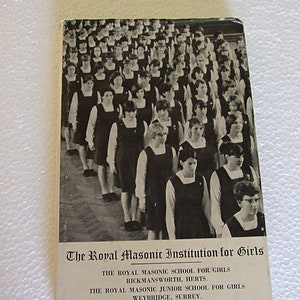 The Royal Masonic Institution for Girls
THE ROYAL MASONIC SCHOOL FOR GIRLS
RICKMANSWORTH, HERTS.
THE ROYAL MASONIC JUNIOR SCHOOL FOR GIRLS
WEYBRIDGE, SURREY.